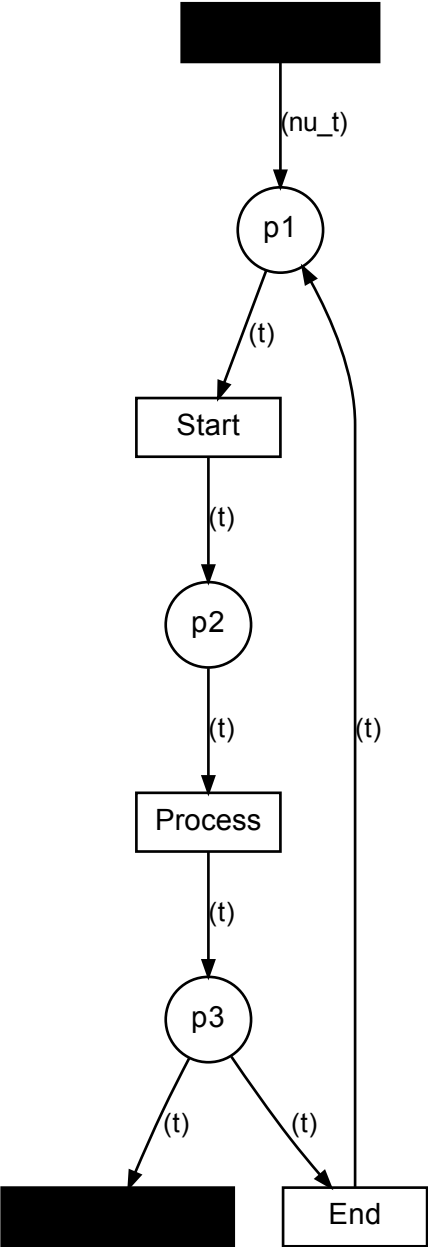 (nu_t)
p1
(t)
Start
(t)
p2
(t)
(t)
Process
(t)
p3
(t)
(t)
End